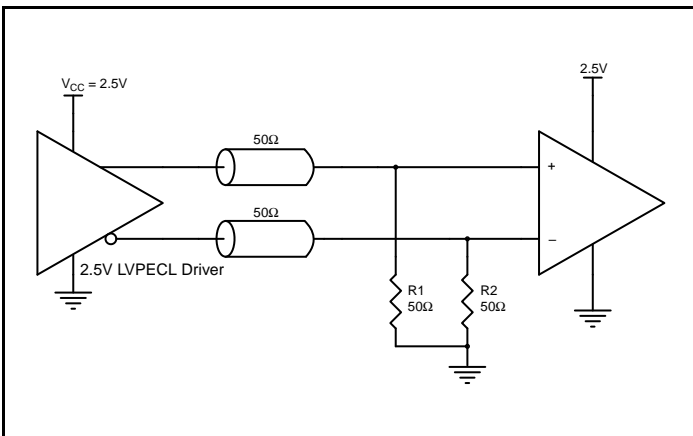 V_CC = 2.5V
2.5V
50Ω
+
50Ω
–
2.5V LVPECL Driver
R1
50Ω
R2
50Ω